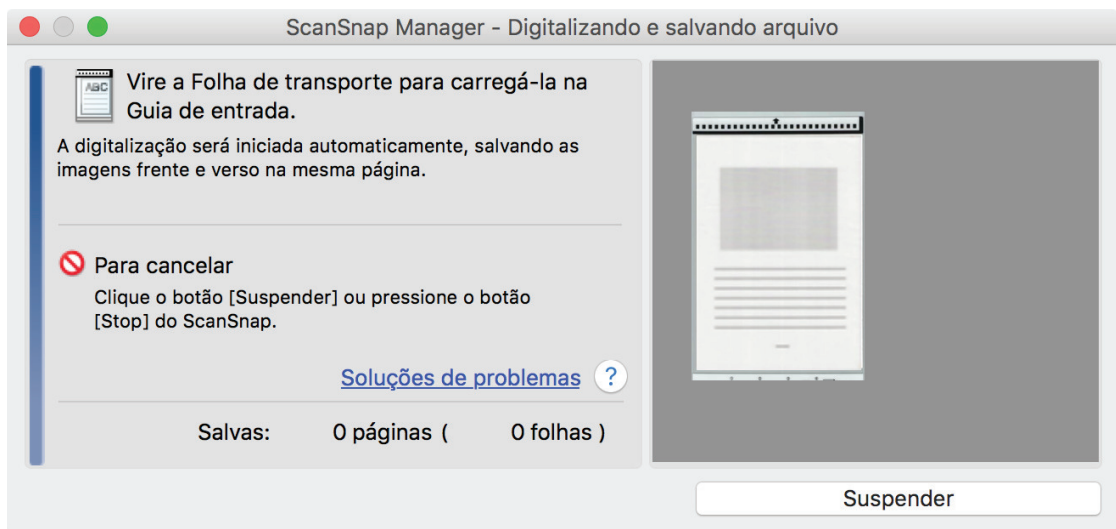 ScanSnap Manager - Digitalizando e salvando arquivo
ABC
Vire a Folha de transporte para carregá-la na
Guia de entrada.
A digitalização será iniciada automaticamente, salvando as
imagens frente e verso na mesma página.
Para cancelar
Clique o botão [Suspender] ou pressione o botão
[Stop] do ScanSnap.
Soluções de problemas ?
Salvas: 0 páginas ( 0 folhas )
Suspender